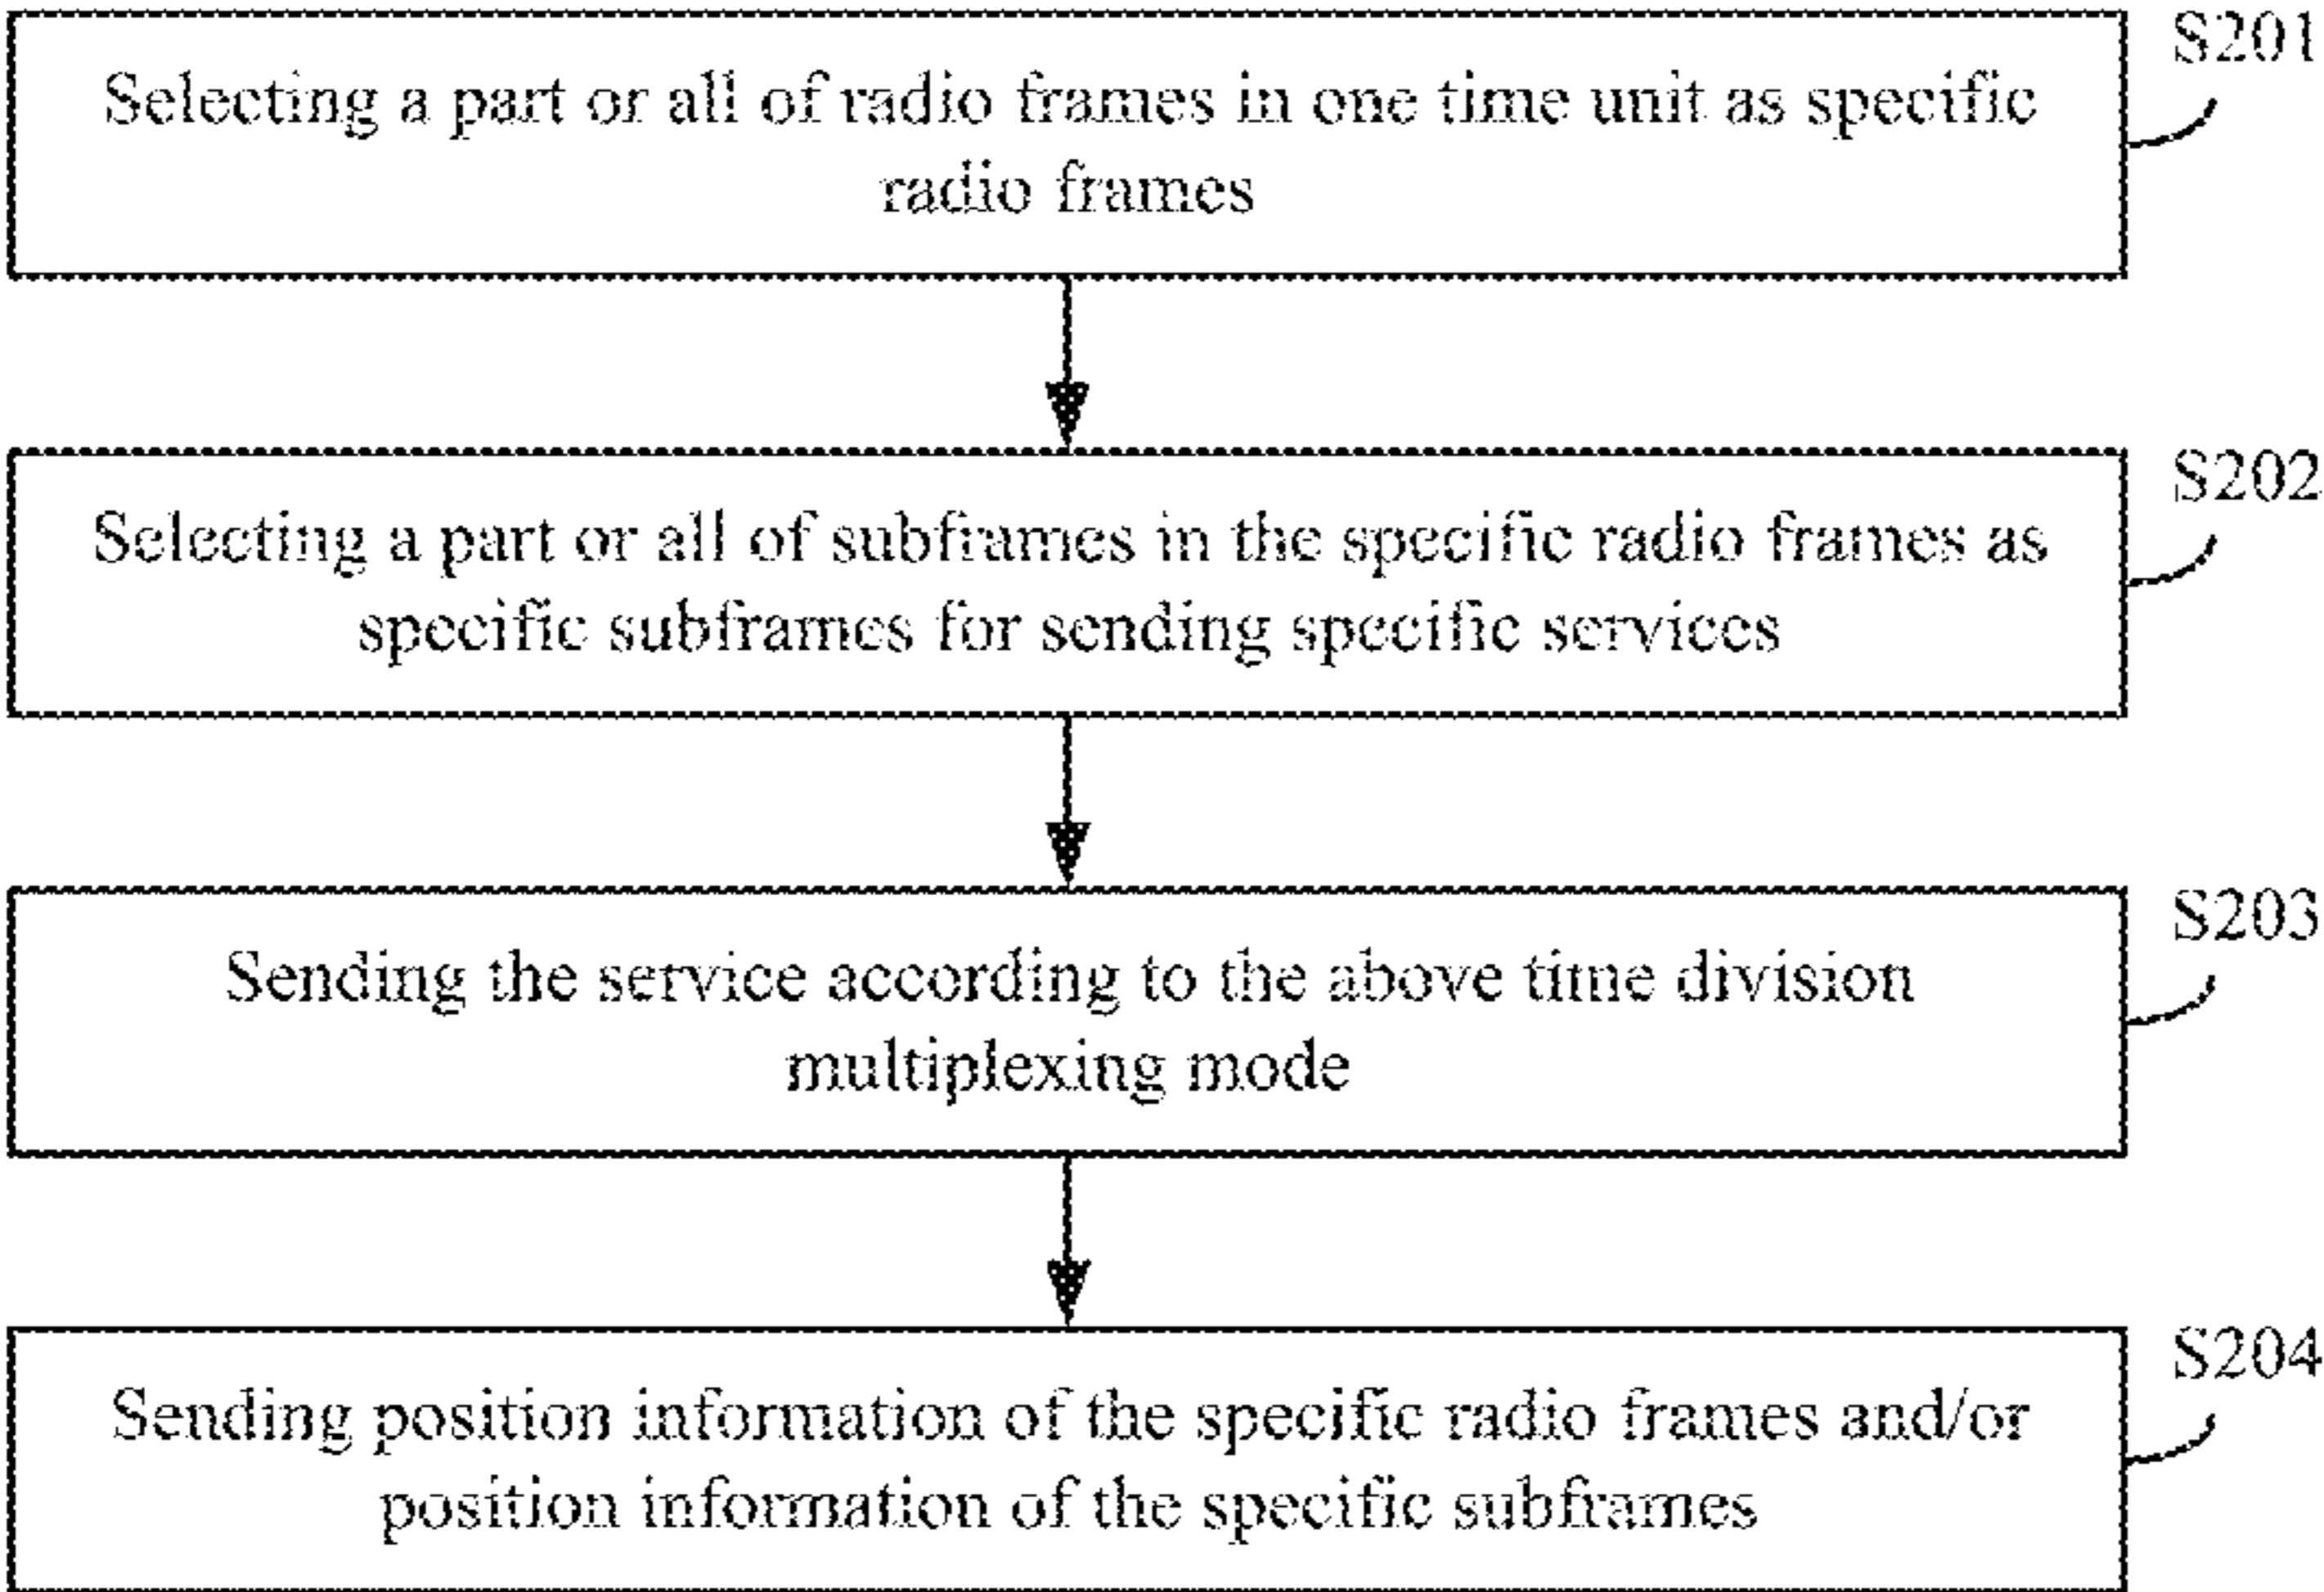 S201
Selecting a part or all of radio frames in one time unit as specific
radio frames
S202
Selecting a part or all of subframes in the specific radio frames as
specific subframes for sending specific services
S203
Sending the service according to the above time division
multiplexing mode
S204
Sending position information of the specific radio frames and/or
position information of the specific subframes